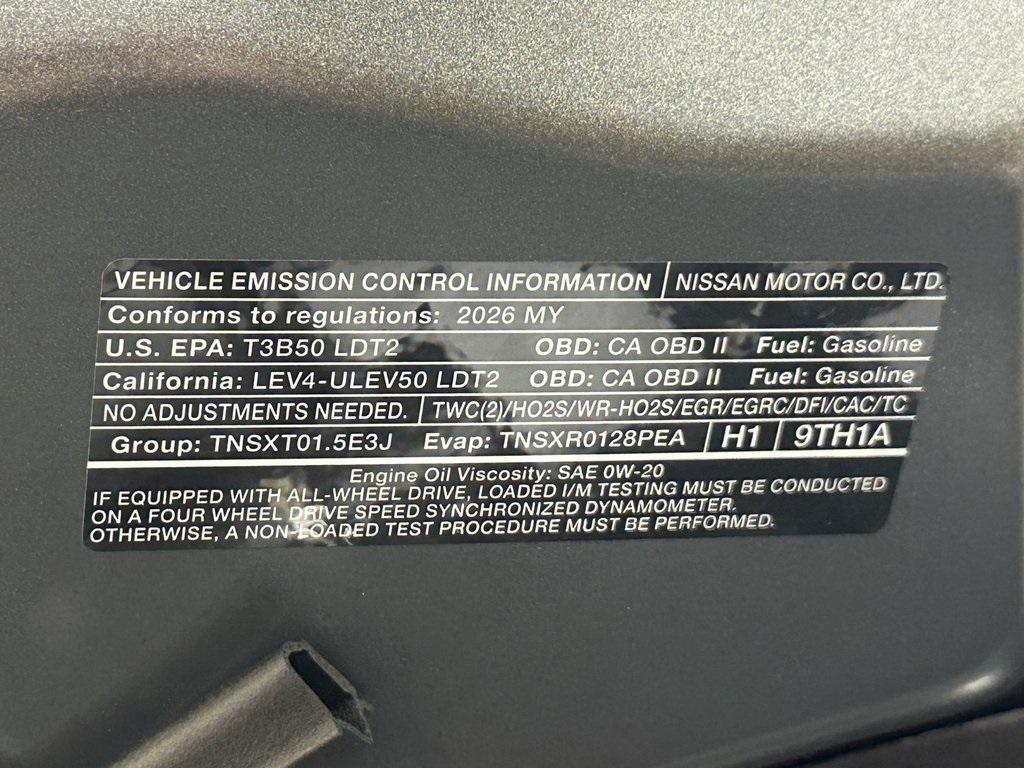 VEHICLE EMISSION CONTROL INFORMATION | NISSAN MOTOR CO., LTD.
Conforms to regulations: 2026 MY
U.S. EPA: T3B50 LDT2 OBD: CA OBD II Fuel: Gasoline
California: LEV4-ULEV50 LDT2 OBD: CA OBD II Fuel: Gasoline
NO ADJUSTMENTS NEEDED. | TWC(2)/HO2S/WR-HO2S/EGR/EGRC/DFI/CAC/TC
Group: TNSXT01.5E3J Evap: TNSXR0128PEA | H1 | 9TH1A
Engine Oil Viscosity: SAE 0W-20
IF EQUIPPED WITH ALL-WHEEL DRIVE, LOADED I/M TESTING MUST BE CONDUCTED
ON A FOUR WHEEL DRIVE SPEED SYNCHRONIZED DYNAMOMETER.
OTHERWISE, A NON-LOADED TEST PROCEDURE MUST BE PERFORMED.